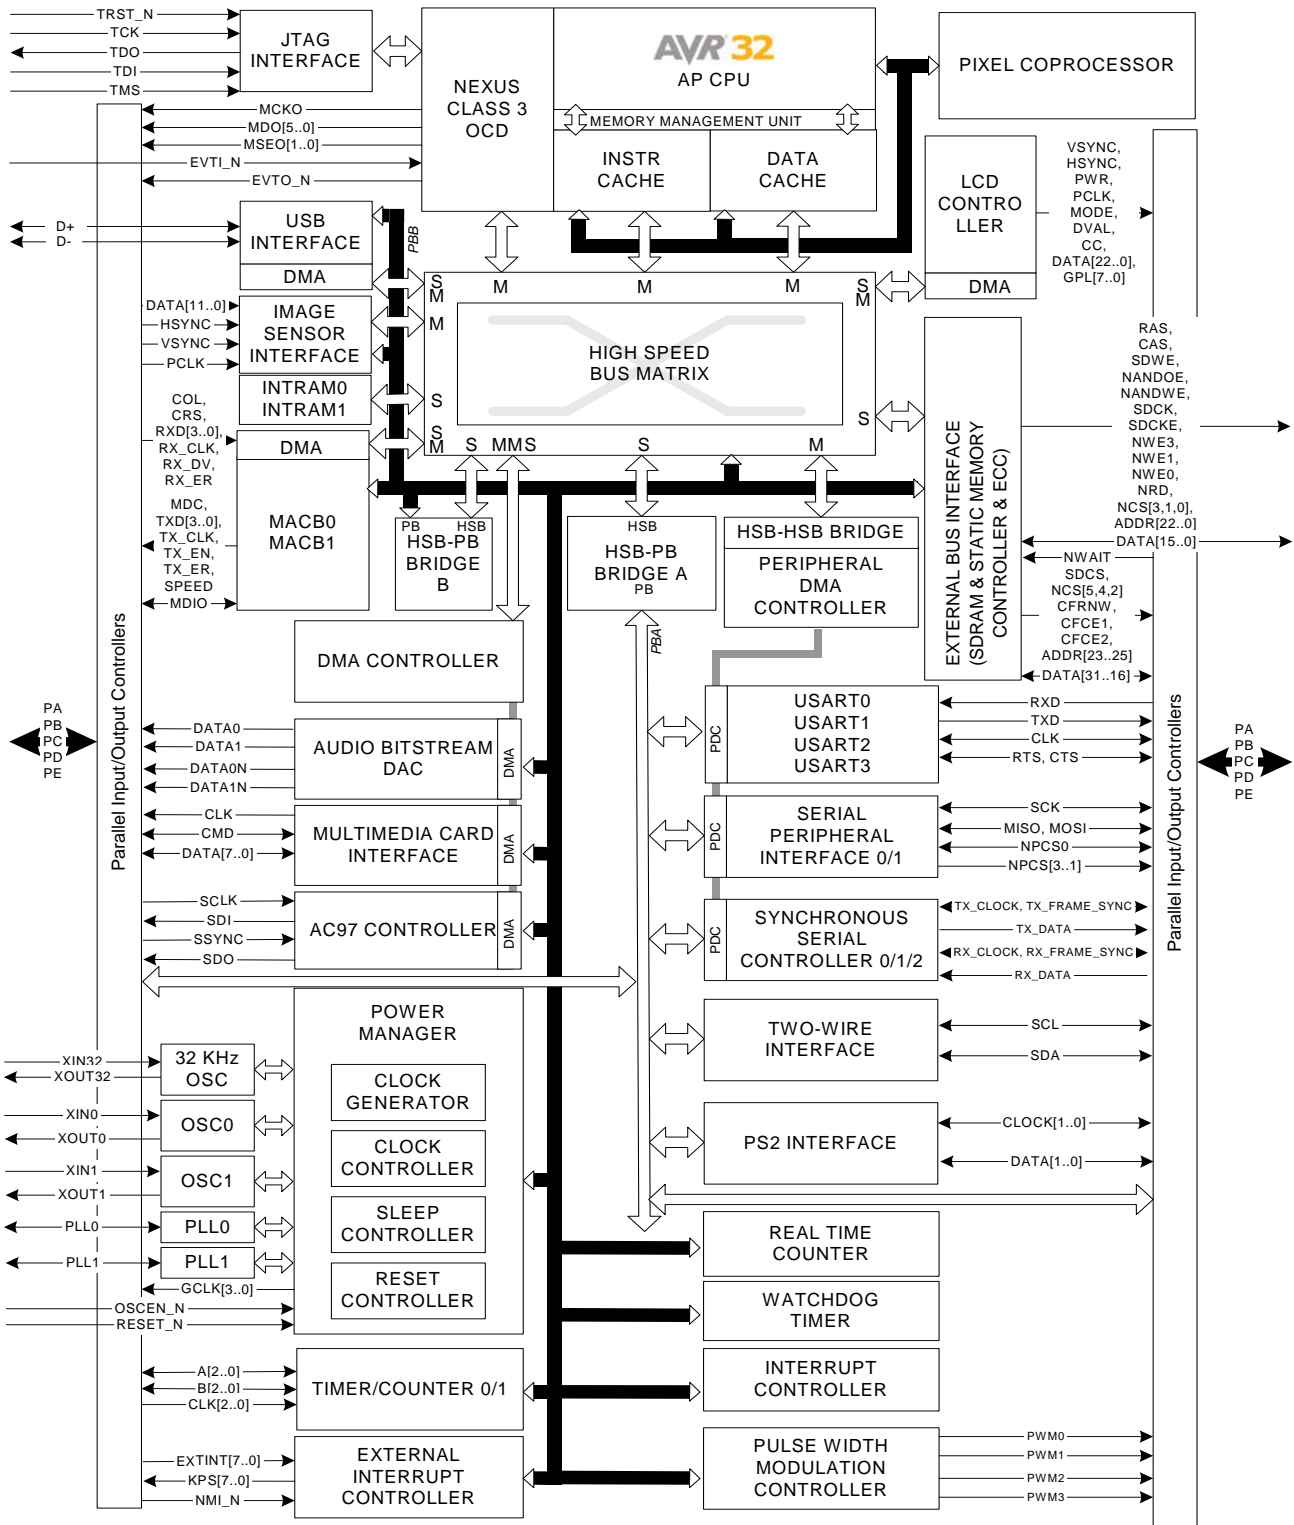 TRST_N
TCK
TDO
TDI
TMS
JTAG
INTERFACE
NEXUS
CLASS 3
OCD
AVR 32
AP CPU
MEMORY MANAGEMENT UNIT
INSTR
CACHE
DATA
CACHE
PIXEL COPROCESSOR
MCKO
MDO[5..0]
MSEO[1..0]
EVTI_N
EVTO_N
D+
D-
USB
INTERFACE
DMA
PBB
LCD
CONTRO
LLER
DMA
VSYNC,
HSYNC,
PWR,
PCLK,
MODE,
DVAL,
CC,
DATA[22..0],
GPL[7..0]
S
M
M
M
M
S
M
DATA[11..0]
HSYNC
VSYNC
PCLK
IMAGE
SENSOR
INTERFACE
M
HIGH SPEED
BUS MATRIX
INTRAM0
INTRAM1
S
S
COL,
CRS,
RXD[3..0],
RX_CLK,
RX_DV,
RX_ER
DMA
S
M
S
MMS
S
M
MDC,
TXD[3..0],
TX_CLK,
TX_EN,
TX_ER,
SPEED
MDIO
MACB0
MACB1
PB
HSB
HSB-PB
BRIDGE
B
HSB
HSB-PB
BRIDGE A
PB
HSB-HSB BRIDGE
PERIPHERAL
DMA
CONTROLLER
EXTERNAL BUS INTERFACE
(SDRAM & STATIC MEMORY
CONTROLLER & ECC)
RAS,
CAS,
SDWE,
NANDOE,
NANDWE,
SDCK,
SDCKE,
NWE3,
NWE1,
NWE0,
NRD,
NCS[3,1,0],
ADDR[22..0]
DATA[15..0]
NWAIT
SDCS,
NCS[5,4,2]
CFRNW,
CFCE1,
CFCE2,
ADDR[23..25]
DATA[31..16]
PBA
DMA CONTROLLER
Parallel Input/Output Controllers
PA
PB
PC
PD
PE
DATA0
DATA1
DATA0N
DATA1N
AUDIO BITSTREAM
DAC
DMA
CLK
CMD
DATA[7..0]
MULTIMEDIA CARD
INTERFACE
DMA
SCLK
SDI
SSYNC
SDO
AC97 CONTROLLER
DMA
PDC
USART0
USART1
USART2
USART3
RXD
TXD
CLK
RTS, CTS
PDC
SERIAL
PERIPHERAL
INTERFACE 0/1
SCK
MISO, MOSI
NPCS0
NPCS[3..1]
PDC
SYNCHRONOUS
SERIAL
CONTROLLER 0/1/2
TX_CLOCK, TX_FRAME_SYNC
TX_DATA
RX_CLOCK, RX_FRAME_SYNC
RX_DATA
Parallel Input/Output Controllers
PA
PB
PC
PD
PE
POWER
MANAGER
CLOCK
GENERATOR
CLOCK
CONTROLLER
SLEEP
CONTROLLER
RESET
CONTROLLER
XIN32
XOUT32
32 KHz
OSC
XIN0
XOUT0
OSC0
XIN1
XOUT1
OSC1
PLL0
PLL0
PLL1
PLL1
GCLK[3..0]
OSCEN_N
RESET_N
TWO-WIRE
INTERFACE
SCL
SDA
PS2 INTERFACE
CLOCK[1..0]
DATA[1..0]
REAL TIME
COUNTER
WATCHDOG
TIMER
A[2..0]
B[2..0]
CLK[2..0]
TIMER/COUNTER 0/1
INTERRUPT
CONTROLLER
EXTINT[7..0]
KPS[7..0]
NMI_N
EXTERNAL
INTERRUPT
CONTROLLER
PULSE WIDTH
MODULATION
CONTROLLER
PWM0
PWM1
PWM2
PWM3